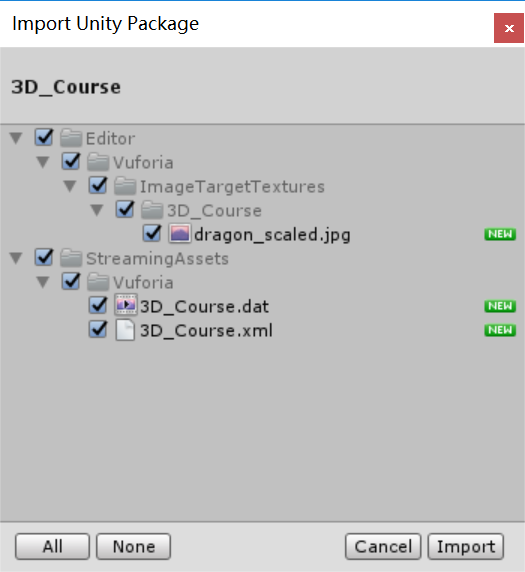 Import Unity Package
x
3D_Course
Editor
Vuforia
ImageTargetTextures
3D_Course
dragon_scaled.jpg NEW
StreamingAssets
Vuforia
3D_Course.dat NEW
3D_Course.xml NEW
All None Cancel Import